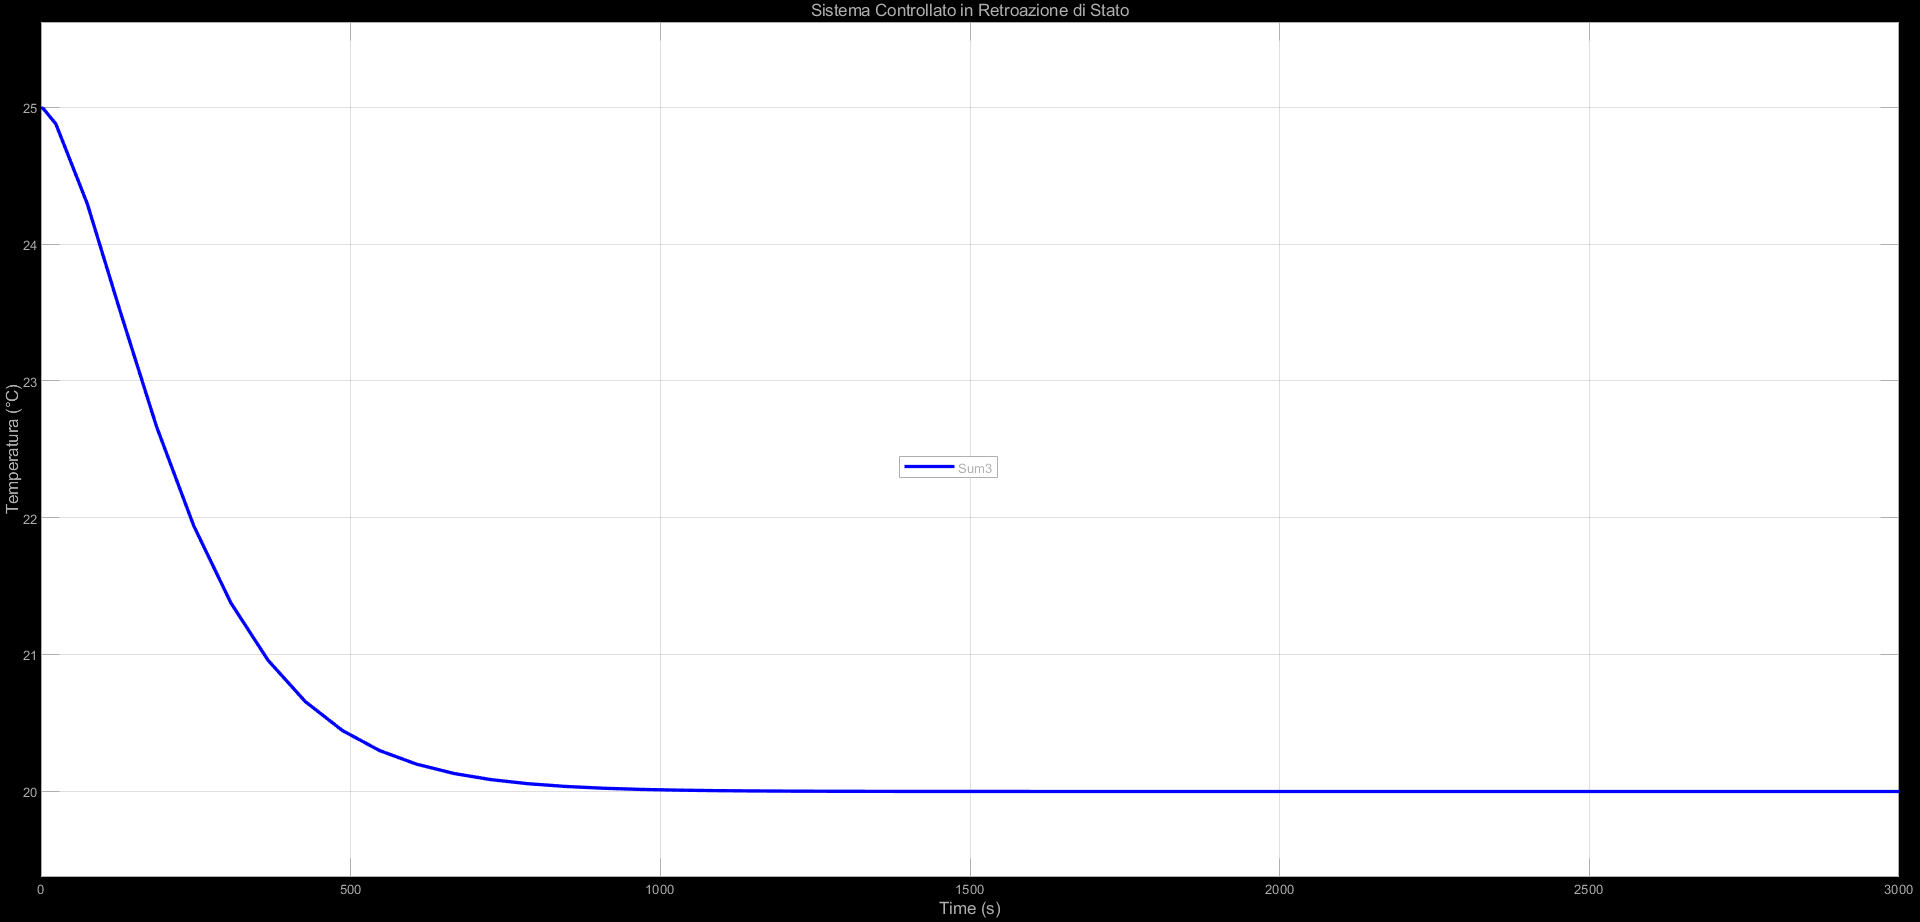 Sistema Controllato in Retroazione di Stato
25
24
23
22
21
20
Temperatura (°C)
Sum3
0 500 1000 1500 2000 2500 3000
Time (s)